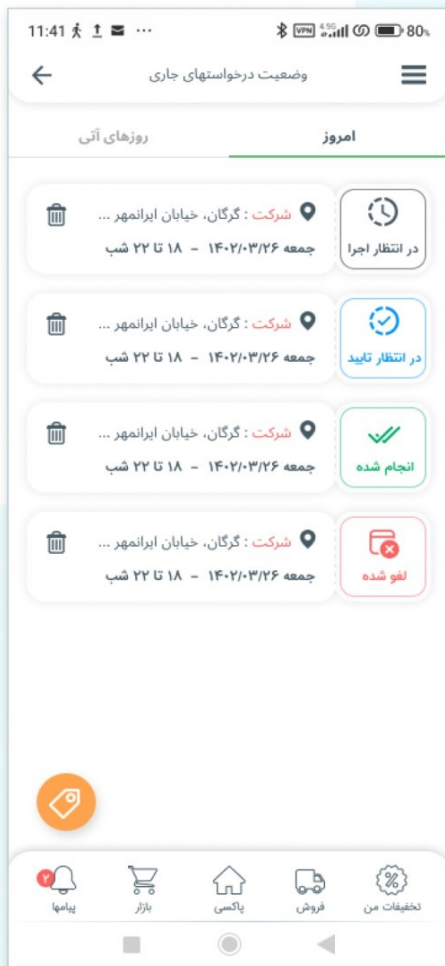 11:41 ... VPN 4.5G 80%
وضعیت درخواستهای جاری
امروز
روزهای آتی
شرکت : گرگان، خیابان ایرانمهر ...
جمعه ۱۴۰۲/۰۳/۲۶ - ۱۸ تا ۲۲ شب
در انتظار اجرا
شرکت : گرگان، خیابان ایرانمهر ...
جمعه ۱۴۰۲/۰۳/۲۶ - ۱۸ تا ۲۲ شب
در انتظار تایید
شرکت : گرگان، خیابان ایرانمهر ...
جمعه ۱۴۰۲/۰۳/۲۶ - ۱۸ تا ۲۲ شب
انجام شده
شرکت : گرگان، خیابان ایرانمهر ...
جمعه ۱۴۰۲/۰۳/۲۶ - ۱۸ تا ۲۲ شب
لغو شده
۲
تخفیفات من
فروش
پاکسی
بازار
پیامها